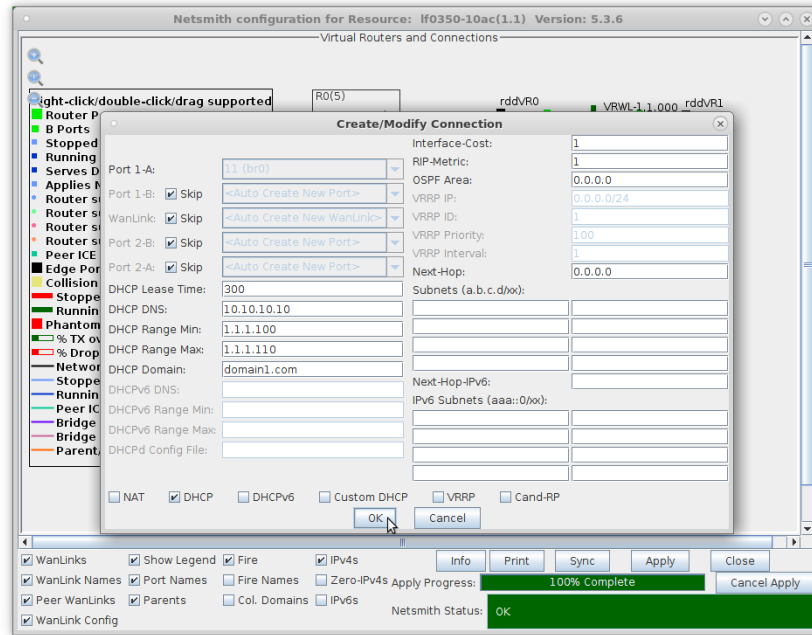 Netsmith configuration for Resource: lf0350-10ac(1.1) Version: 5.3.6
Virtual Routers and Connections
ght-click/double-click/drag supported
Router P
B Ports
Stopped
Running
Serves D
Applies N
Router su
Router su
Router su
Router su
Peer ICE
Edge Por
Collision
Stoppe
Runnin
Phantom
% TX ov
% Drop
Networ
Stoppe
Runnin
Peer IC
Bridge
Bridge
Parent/
R0(5)
rddVR0
VRWL-1.1.000
rddVR1
Create/Modify Connection
Port 1-A: 11 (br0)
Port 1-B: Skip <Auto Create New Port>
WanLink: Skip <Auto Create New WanLink>
Port 2-B: Skip <Auto Create New Port>
Port 2-A: Skip <Auto Create New Port>
DHCP Lease Time: 300
DHCP DNS: 10.10.10.10
DHCP Range Min: 1.1.1.100
DHCP Range Max: 1.1.1.110
DHCP Domain: domain1.com
DHCPv6 DNS:
DHCPv6 Range Min:
DHCPv6 Range Max:
DHCPd Config File:
Interface-Cost: 1
RIP-Metric: 1
OSPF Area: 0.0.0.0
VRRP IP: 0.0.0.0/24
VRRP ID: 1
VRRP Priority: 100
VRRP Interval: 1
Next-Hop: 0.0.0.0
Subnets (a.b.c.d/xx):
Next-Hop-IPv6:
IPv6 Subnets (aaa::0/xx):
NAT DHCP DHCPv6 Custom DHCP VRRP Cand-RP
OK Cancel
WanLinks Show Legend Fire IPv4s Info Print Sync Apply Close
WanLink Names Port Names Fire Names Zero-IPv4s Apply Progress: 100% Complete Cancel Apply
Peer WanLinks Parents Col. Domains IPv6s
Netsmith Status: OK
WanLink Config